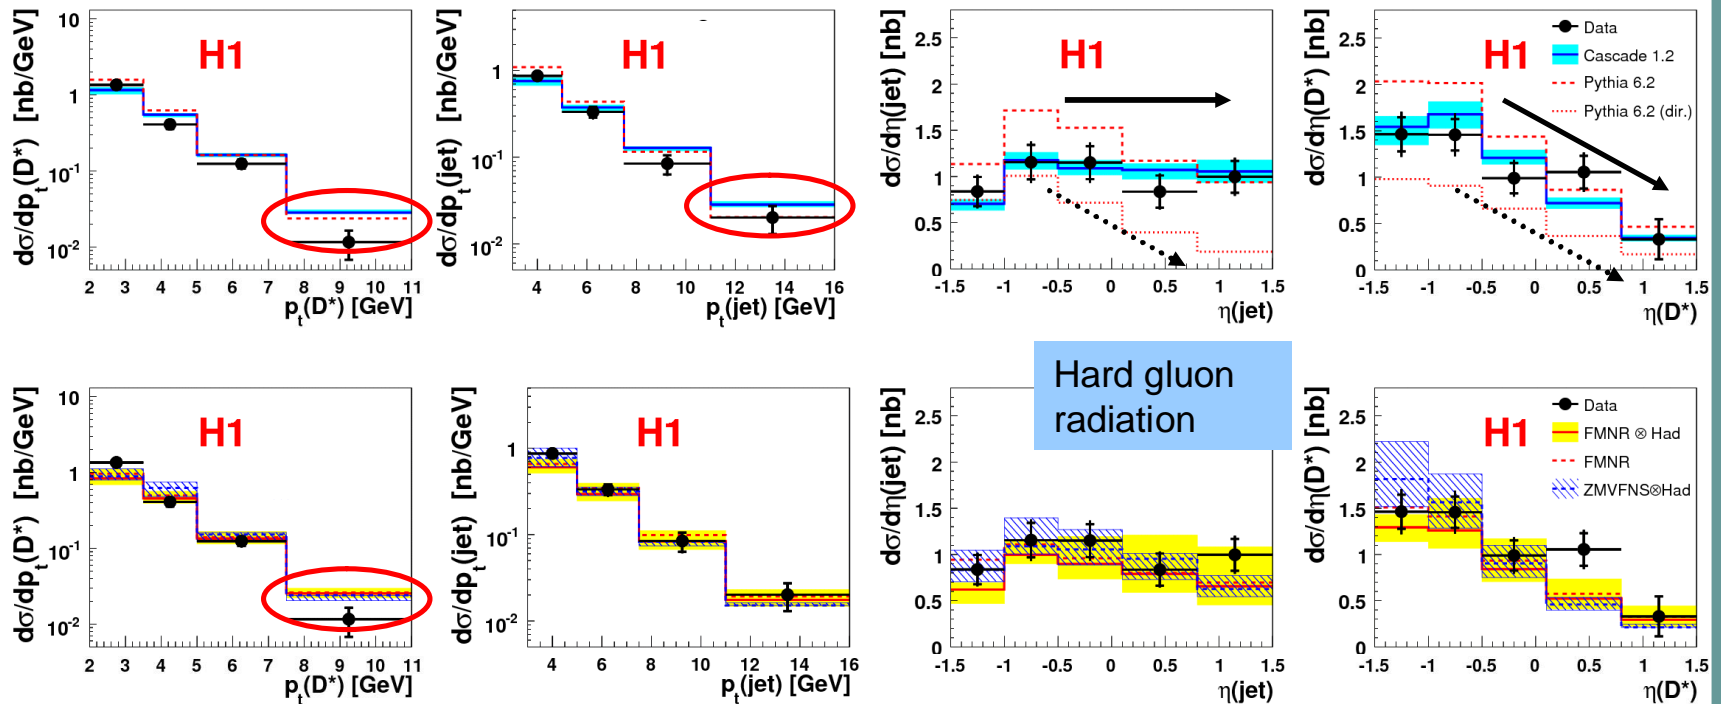 dσ/dp_t(D*) [nb/GeV]
10
1
10^-1
10^-2
H1
2 3 4 5 6 7 8 9 10 11
p_t(D*) [GeV]
dσ/dp_t(jet) [nb/GeV]
1
10^-1
10^-2
H1
4 6 8 10 12 14 16
p_t(jet) [GeV]
dσ/dη(jet) [nb]
2.5
2
1.5
1
0.5
0
H1
-1.5 -1 -0.5 0 0.5 1 1.5
η(jet)
dσ/dη(D*) [nb]
2.5
2
1.5
1
0.5
0
H1
Data
Cascade 1.2
Pythia 6.2
Pythia 6.2 (dir.)
-1.5 -1 -0.5 0 0.5 1 1.5
η(D*)
Hard gluon
radiation
dσ/dp_t(D*) [nb/GeV]
10
1
10^-1
10^-2
H1
2 3 4 5 6 7 8 9 10 11
p_t(D*) [GeV]
dσ/dp_t(jet) [nb/GeV]
1
10^-1
10^-2
H1
4 6 8 10 12 14 16
p_t(jet) [GeV]
dσ/dη(jet) [nb]
2.5
2
1.5
1
0.5
0
-1.5 -1 -0.5 0 0.5 1 1.5
η(jet)
dσ/dη(D*) [nb]
2.5
2
1.5
1
0.5
0
H1
Data
FMNR ⊗ Had
FMNR
ZMVFNS⊗Had
-1.5 -1 -0.5 0 0.5 1 1.5
η(D*)